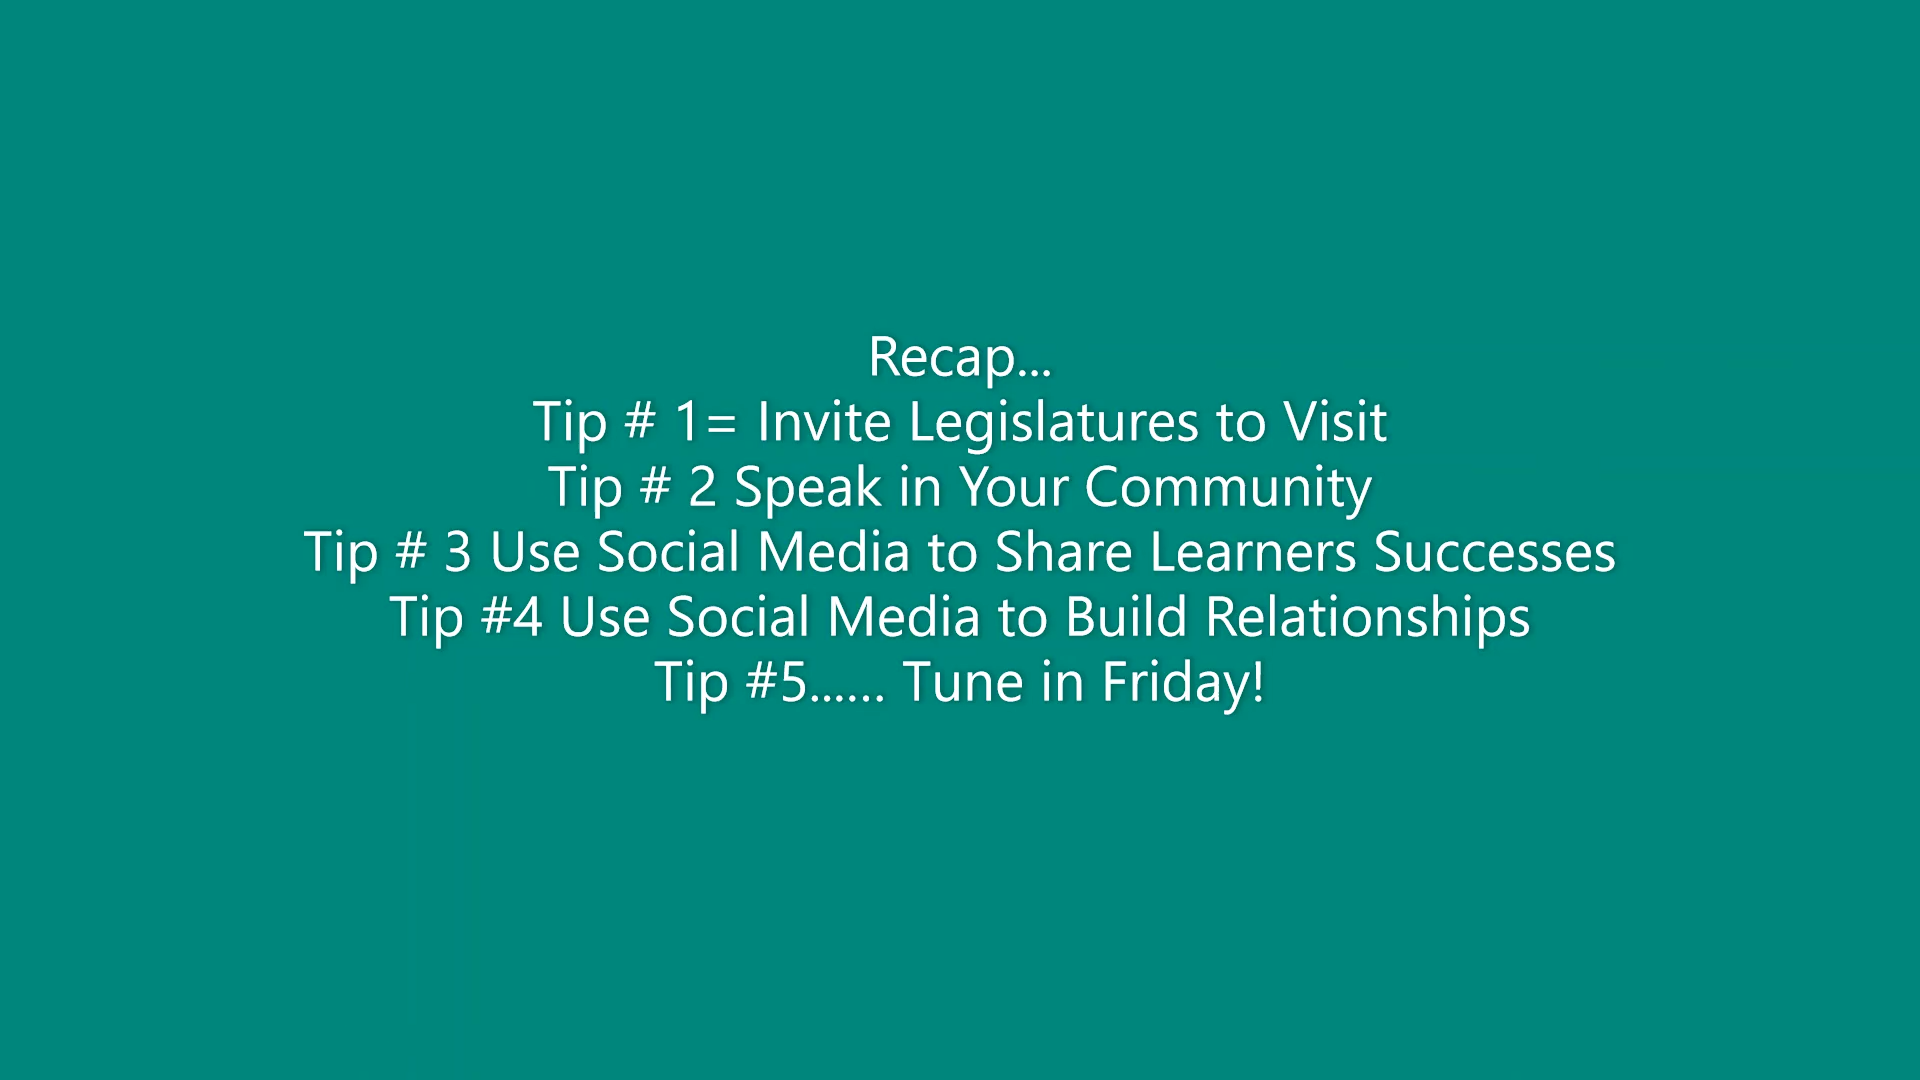 Recap...
Tip # 1= Invite Legislatures to Visit
Tip # 2 Speak in Your Community
Tip # 3 Use Social Media to Share Learners Successes
Tip #4 Use Social Media to Build Relationships
Tip #5...... Tune in Friday!